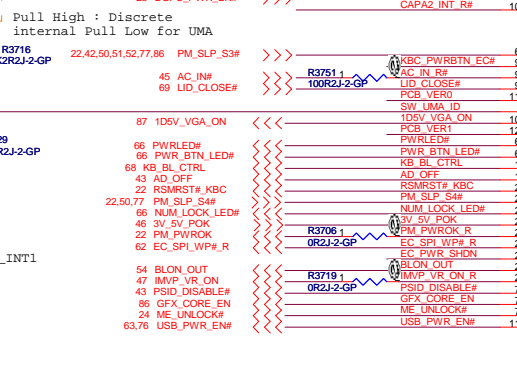 CAPA2_INT_R#
Pull High : Discrete
internal Pull Low for UMA
R3716
2R2J-2-GP
22,42,50,51,52,77,86 PM_SLP_S3#
KBC_PWRBTN_EC#
45 AC_IN#
R3751 1
AC_IN_R#
69 LID_CLOSE#
100R2J-2-GP
LID_CLOSE#
PCB_VER0
SW_UMA_ID
87 1D5V_VGA_ON
1D5V_VGA_ON
PCB_VER1
29
R2J-2-GP
66 PWRLED#
PWRLED#
66 PWR_BTN_LED#
PWR_BTN_LED#
68 KB_BL_CTRL
KB_BL_CTRL
43 AD_OFF
AD_OFF
22 RSMRST#_KBC
RSMRST#_KBC
22,50,77 PM_SLP_S4#
PM_SLP_S4#
66 NUM_LOCK_LED#
NUM_LOCK_LED#
46 3V_5V_POK
3V_5V_POK
22 PM_PWROK
R3706 1
PM_PWROK_R
62 EC_SPI_WP#_R
0R2J-2-GP
EC_SPI_WP#_R
EC_PWR_SHDN
_INT1
54 BLON_OUT
BLON_OUT
47 IMVP_VR_ON
R3719 1
IMVP_VR_ON_R
43 PSID_DISABLE#
0R2J-2-GP
PSID_DISABLE#
86 GFX_CORE_EN
GFX_CORE_EN
24 ME_UNLOCK#
ME_UNLOCK#
63,76 USB_PWR_EN#
USB_PWR_EN#